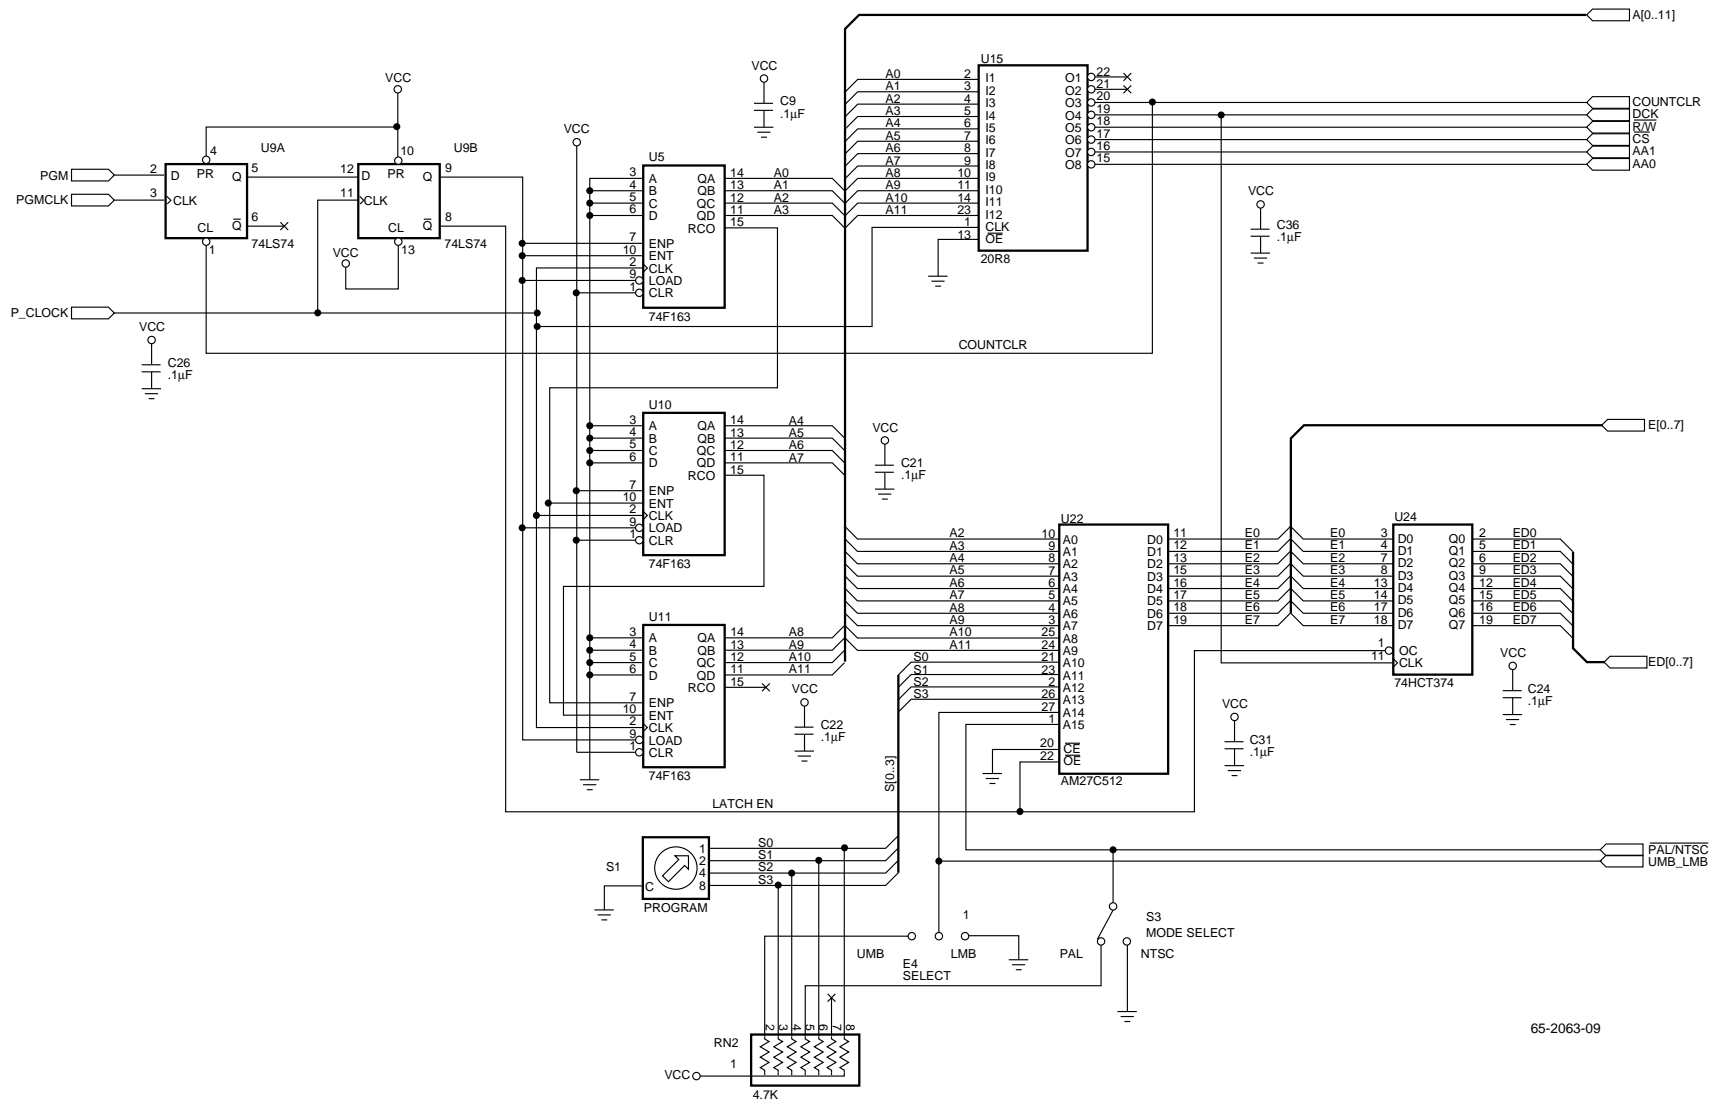 A[0..11]
VCC
VCC
C9
.1µF
U15
A0 2 I1 O1 22
A1 3 I2 O2 21
A2 4 I3 O3 20 COUNTCLR
A3 5 I4 O4 19 DCK
A4 6 I5 O5 18 R/W
A5 7 I6 O6 17 CS
A6 8 I7 O7 16 AA1
A7 9 I8 O8 15 AA0
A8 10 I9
A9 11 I10
A10 14 I11
A11 23 I12
1 CLK
13 OE
20R8
VCC
C36
.1µF
U9A
4
PGM 2 D PR Q 5
PGMCLK 3 CLK
CL Q 6
1
74LS74
U9B
10
12 D PR Q 9
11 CLK
CL Q 8
13
74LS74
VCC
P_CLOCK
VCC
C26
.1µF
VCC
U5
3 A QA 14 A0
4 B QB 13 A1
5 C QC 12 A2
6 D QD 11 A3
RCO 15
7 ENP
10 ENT
2 CLK
9 LOAD
1 CLR
74F163
COUNTCLR
U10
3 A QA 14 A4
4 B QB 13 A5
5 C QC 12 A6
6 D QD 11 A7
RCO 15
7 ENP
10 ENT
2 CLK
9 LOAD
1 CLR
74F163
VCC
C21
.1µF
E[0..7]
U11
3 A QA 14 A8
4 B QB 13 A9
5 C QC 12 A10
6 D QD 11 A11
RCO 15
7 ENP
10 ENT
2 CLK
9 LOAD
1 CLR
74F163
VCC
C22
.1µF
U22
A2 10 A0 D0 11 E0
A3 9 A1 D1 12 E1
A4 8 A2 D2 13 E2
A5 7 A3 D3 15 E3
A6 6 A4 D4 16 E4
A7 5 A5 D5 17 E5
A8 4 A6 D6 18 E6
A9 3 A7 D7 19 E7
A10 25 A8
A11 24 A9
S0 21 A10
S1 23 A11
S2 2 A12
S3 26 A13
27 A14
1 A15
20 CE
22 OE
AM27C512
U24
E0 3 D0 Q0 2 ED0
E1 4 D1 Q1 5 ED1
E2 7 D2 Q2 6 ED2
E3 8 D3 Q3 9 ED3
E4 13 D4 Q4 12 ED4
E5 14 D5 Q5 15 ED5
E6 17 D6 Q6 16 ED6
E7 18 D7 Q7 19 ED7
1 OC
11 CLK
74HCT374
ED[0..7]
VCC
C24
.1µF
VCC
C31
.1µF
S[0..3]
LATCH EN
S1
C
1 S0
2 S1
4 S2
8 S3
PROGRAM
PAL/NTSC
UMB_LMB
1
UMB
LMB
E4
SELECT
S3
MODE SELECT
PAL
NTSC
RN2
2 3 4 5 6 7 8
1
VCC
4.7K
65-2063-09